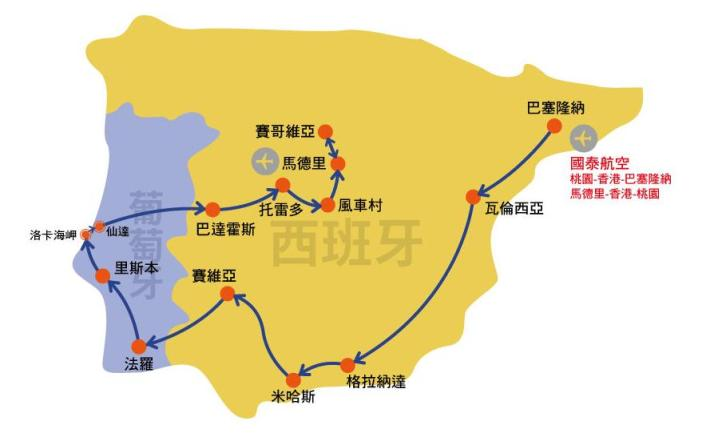 巴塞隆納
國泰航空
桃園-香港-巴塞隆納
馬德里-香港-桃園
賽哥維亞
馬德里
托雷多
風車村
瓦倫西亞
葡萄牙
西班牙
巴達霍斯
洛卡海岬
仙達
里斯本
賽維亞
法羅
米哈斯
格拉納達